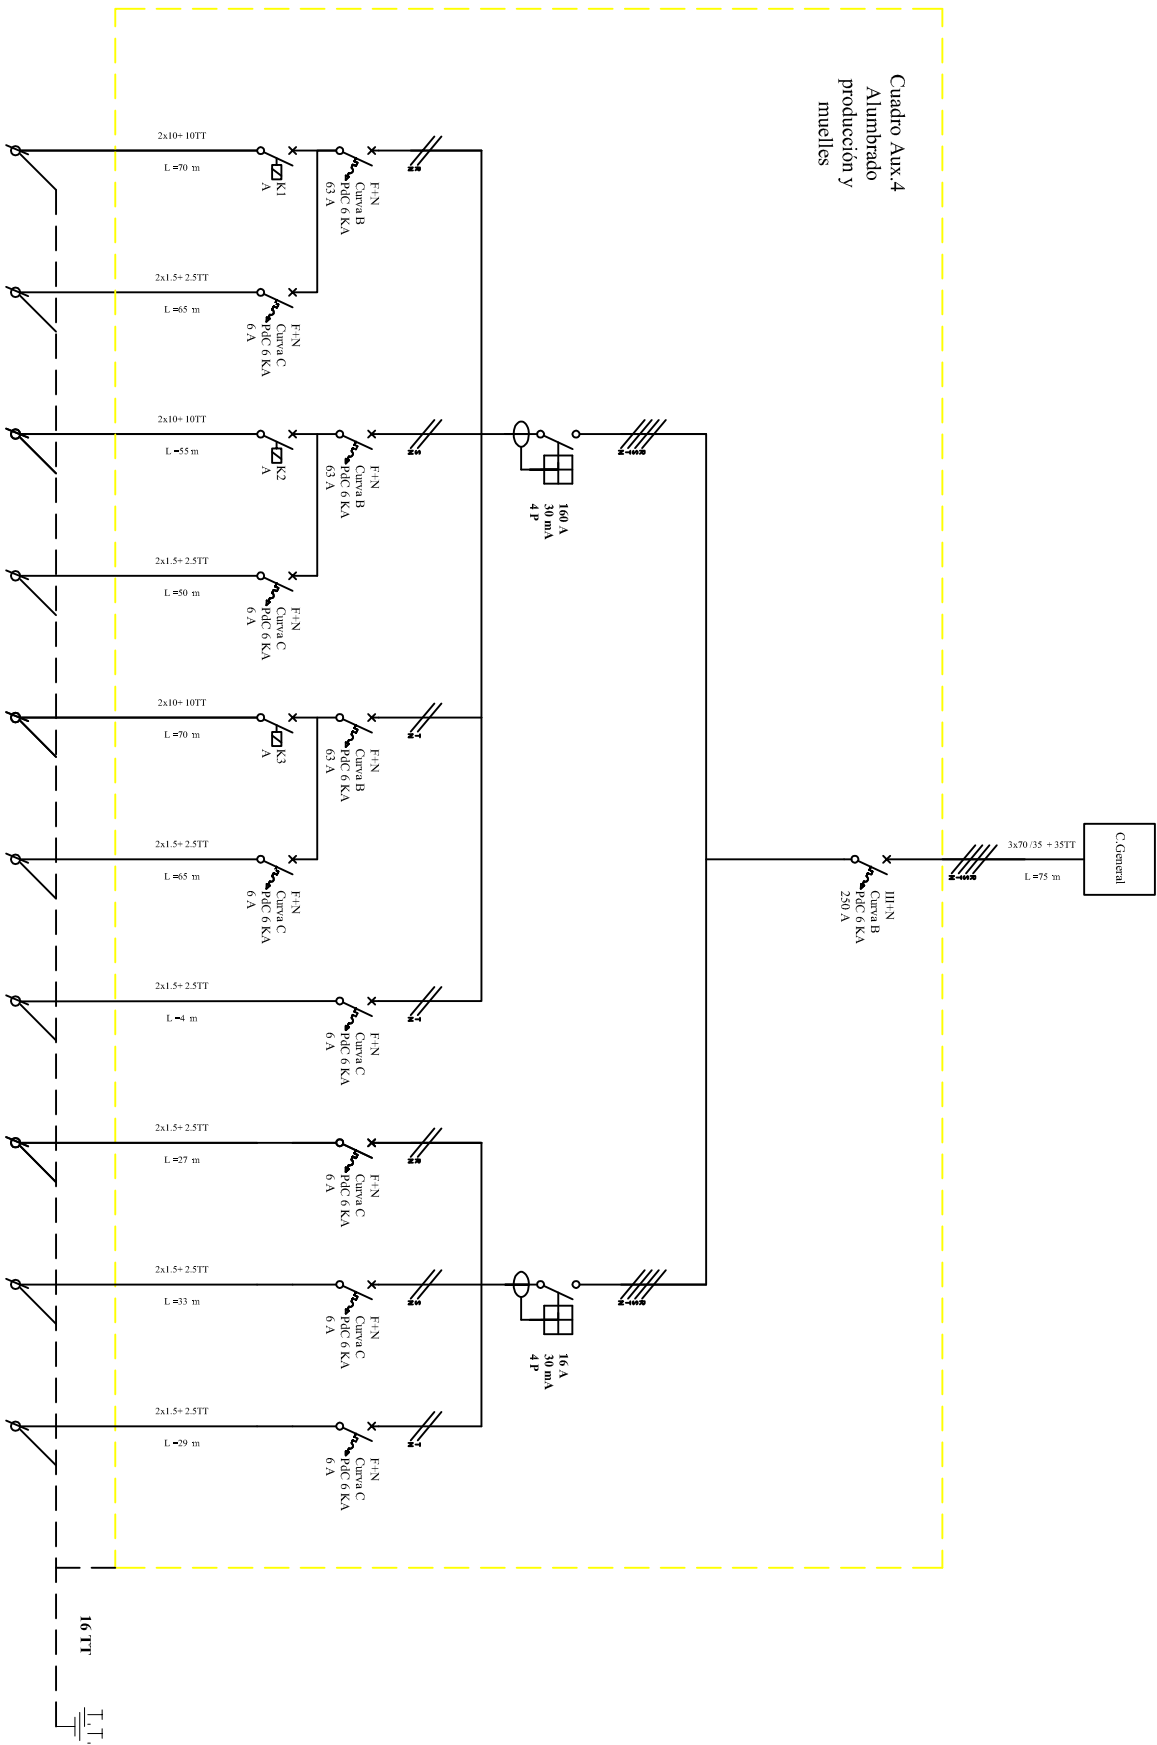 Cuadro Aux.4
Alumbrado
producción y
muelles
C.General
3x70 /35 + 35TT
L =75 m
R
S
T
N
III+N
Curva B
PdC 6 KA
250 A
R
S
T
N
160 A
30 mA
4 P
R
S
T
N
16 A
30 mA
4 P
R
N
F+N
Curva B
PdC 6 KA
63 A
K1
A
2x10+ 10TT
L =70 m
F+N
Curva C
PdC 6 KA
6 A
2x1.5+ 2.5TT
L =65 m
S
N
F+N
Curva B
PdC 6 KA
63 A
K2
A
2x10+ 10TT
L =55 m
F+N
Curva C
PdC 6 KA
6 A
2x1.5+ 2.5TT
L =50 m
T
N
F+N
Curva B
PdC 6 KA
63 A
K3
A
2x10+ 10TT
L =70 m
F+N
Curva C
PdC 6 KA
6 A
2x1.5+ 2.5TT
L =65 m
T
N
F+N
Curva C
PdC 6 KA
6 A
2x1.5+ 2.5TT
L =4 m
R
N
F+N
Curva C
PdC 6 KA
6 A
2x1.5+ 2.5TT
L =27 m
S
N
F+N
Curva C
PdC 6 KA
6 A
2x1.5+ 2.5TT
L =33 m
T
N
F+N
Curva C
PdC 6 KA
6 A
2x1.5+ 2.5TT
L =29 m
16 TT
T.T.